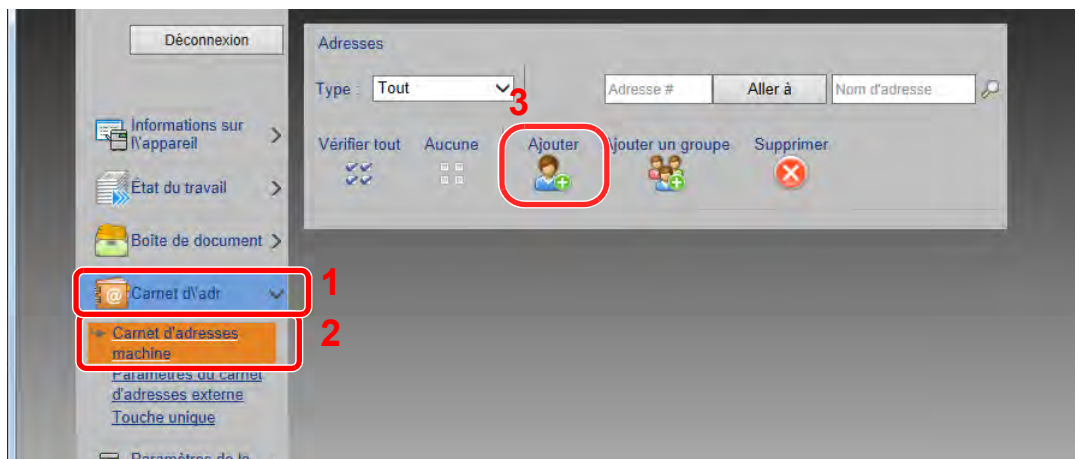 Déconnexion
Adresses
Type : Tout
Adresse # Aller à Nom d'adresse
3
Informations sur
l\'appareil
Vérifier tout Aucune Ajouter Ajouter un groupe Supprimer
État du travail
Boîte de document
Carnet d\'adr
1
Carnet d'adresses
machine
2
Paramètres du carnet
d'adresses externe
Touche unique
Paramètres de la